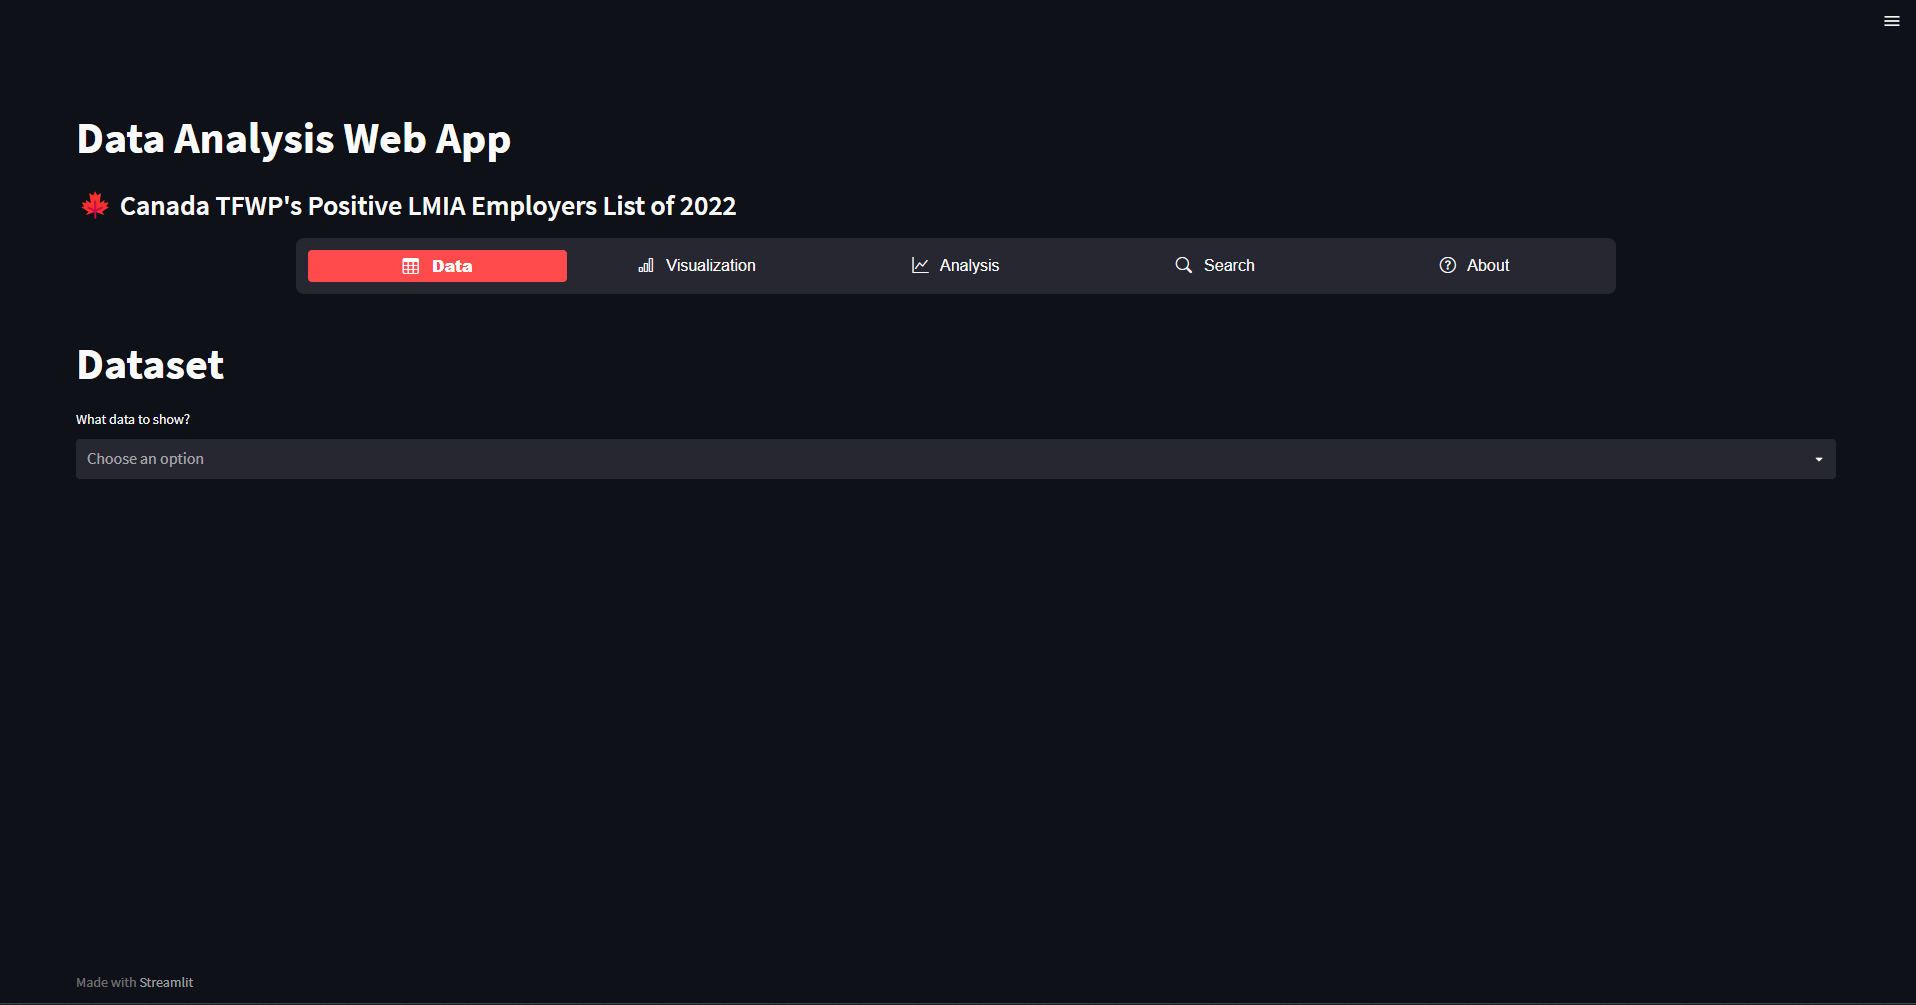 Data Analysis Web App
Canada TFWP's Positive LMIA Employers List of 2022
Data Visualization Analysis Search About
Dataset
What data to show?
Choose an option
Made with Streamlit